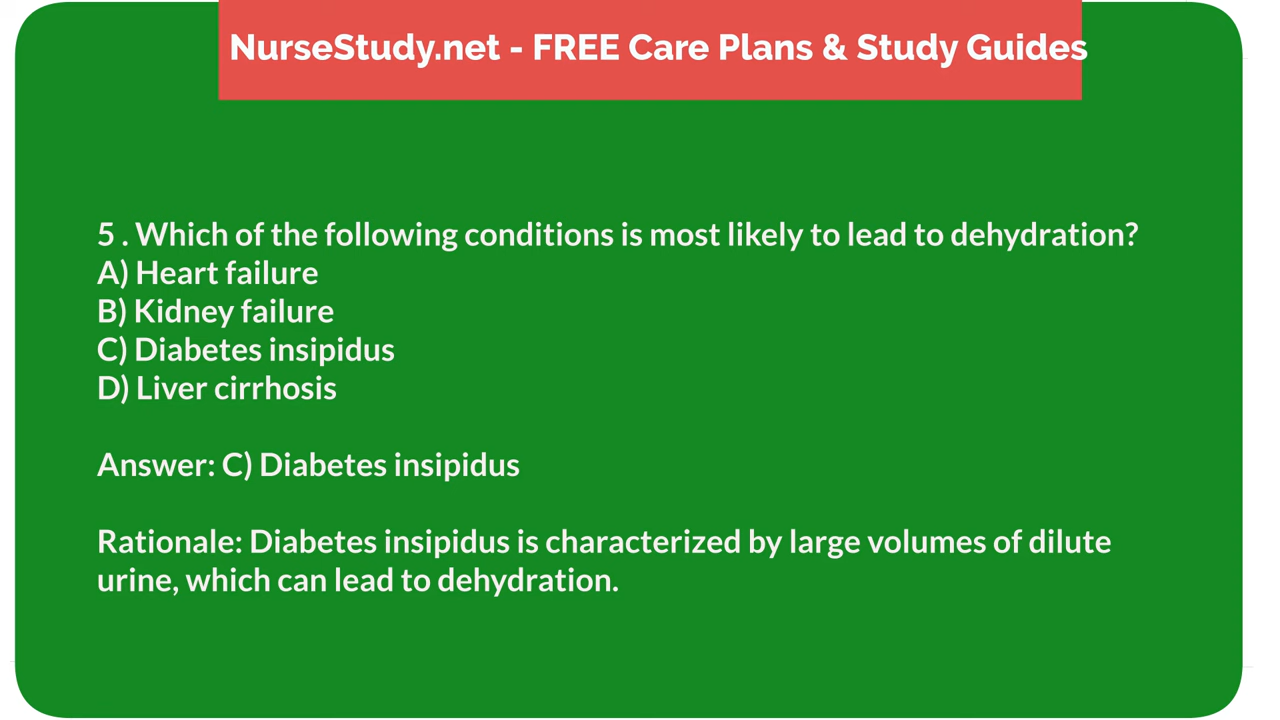 NurseStudy.net - FREE Care Plans & Study Guides
5 . Which of the following conditions is most likely to lead to dehydration?
A) Heart failure
B) Kidney failure
C) Diabetes insipidus
D) Liver cirrhosis
Answer: C) Diabetes insipidus
Rationale: Diabetes insipidus is characterized by large volumes of dilute
urine, which can lead to dehydration.